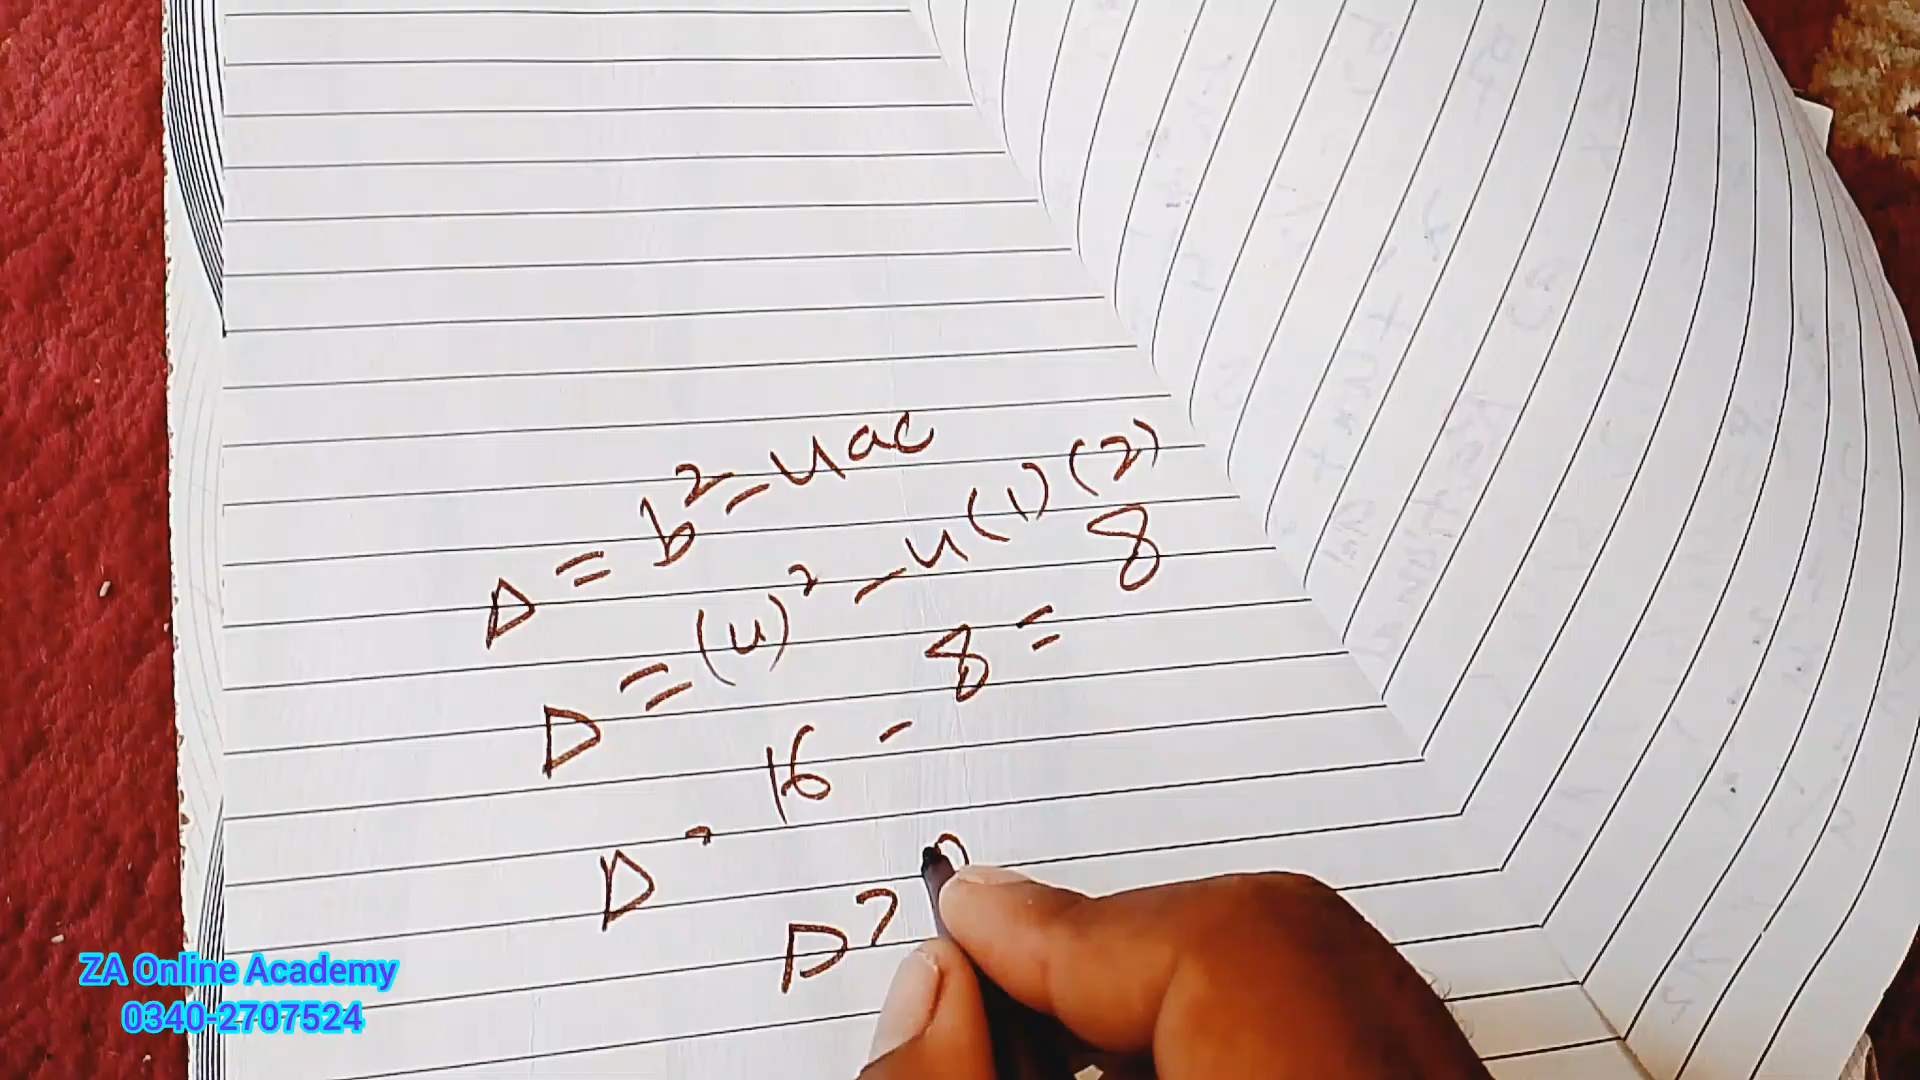 D = b² - 4ac
D = (4)² - 4(1)(2)
D = 16 - 8 = 8
D > 0
ZA Online Academy
0340-2707524